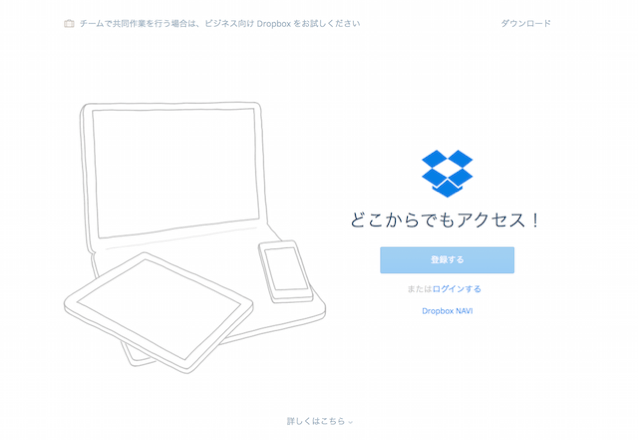 チームで共同作業を行う場合は、ビジネス向け Dropbox をお試しください
ダウンロード
どこからでもアクセス！
登録する
またはログインする
Dropbox NAVI
詳しくはこちら